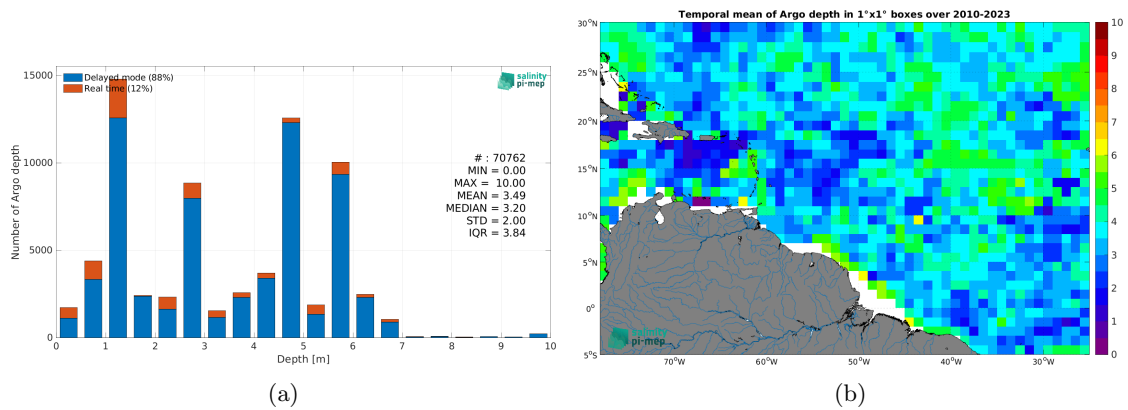 15000
10000
5000
0
Number of Argo depth
Delayed mode (88%)
Real time (12%)
salinity
pi-mep
# : 70762
MIN = 0.00
MAX = 10.00
MEAN = 3.49
MEDIAN = 3.20
STD = 2.00
IQR = 3.84
0 1 2 3 4 5 6 7 8 9 10
Depth [m]
(a)
Temporal mean of Argo depth in 1°x1° boxes over 2010-2023
30°N
25°N
20°N
15°N
10°N
5°N
0°
5°S
70°W 60°W 50°W 40°W 30°W
salinity
pi-mep
10
9
8
7
6
5
4
3
2
1
0
(b)